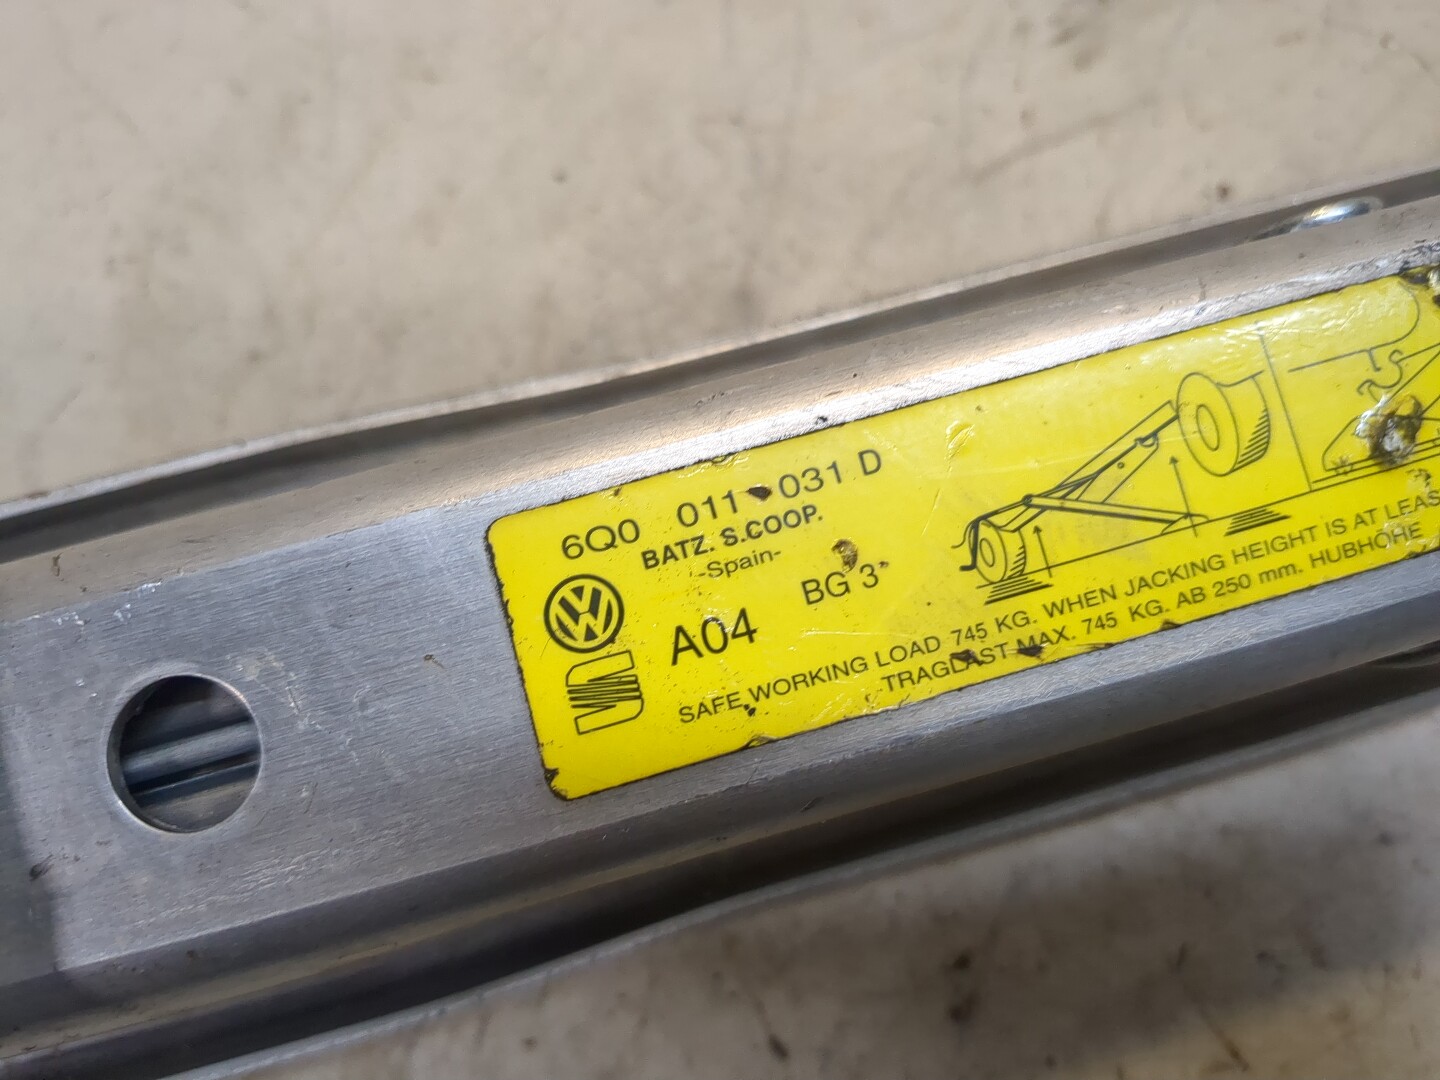 6Q0 011 031 D
BATZ. S.COOP.
-Spain-
A04 BG 3
SAFE WORKING LOAD 745 KG. WHEN JACKING HEIGHT IS AT LEAS
TRAGLAST MAX. 745 KG. AB 250 mm. HUBHÖHE